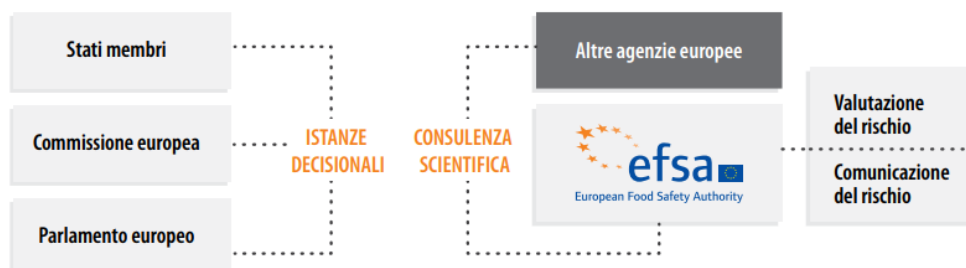 Stati membri
Commissione europea
Parlamento europeo
ISTANZE
DECISIONALI
CONSULENZA
SCIENTIFICA
Altre agenzie europee
efsa
European Food Safety Authority
Valutazione
del rischio
Comunicazione
del rischio